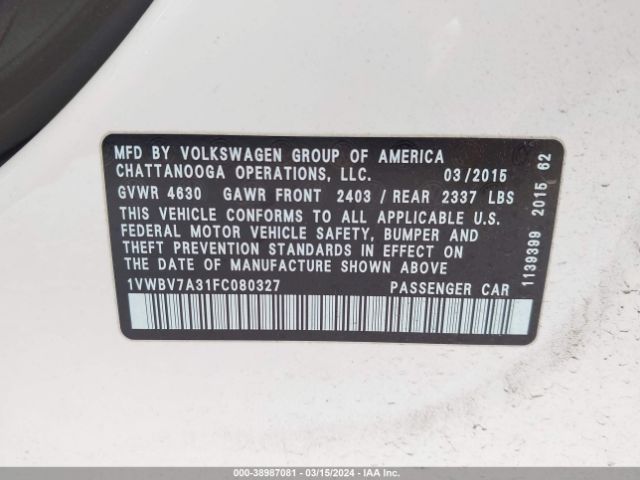 MFD BY VOLKSWAGEN GROUP OF AMERICA
CHATTANOOGA OPERATIONS, LLC. 03/2015
GVWR 4630 GAWR FRONT 2403 / REAR 2337 LBS
THIS VEHICLE CONFORMS TO ALL APPLICABLE U.S.
FEDERAL MOTOR VEHICLE SAFETY, BUMPER AND
THEFT PREVENTION STANDARDS IN EFFECT ON
THE DATE OF MANUFACTURE SHOWN ABOVE
1VWBV7A31FC080327 PASSENGER CAR
1139399 2015 62
000-38987081 - 03/15/2024 - IAA Inc.